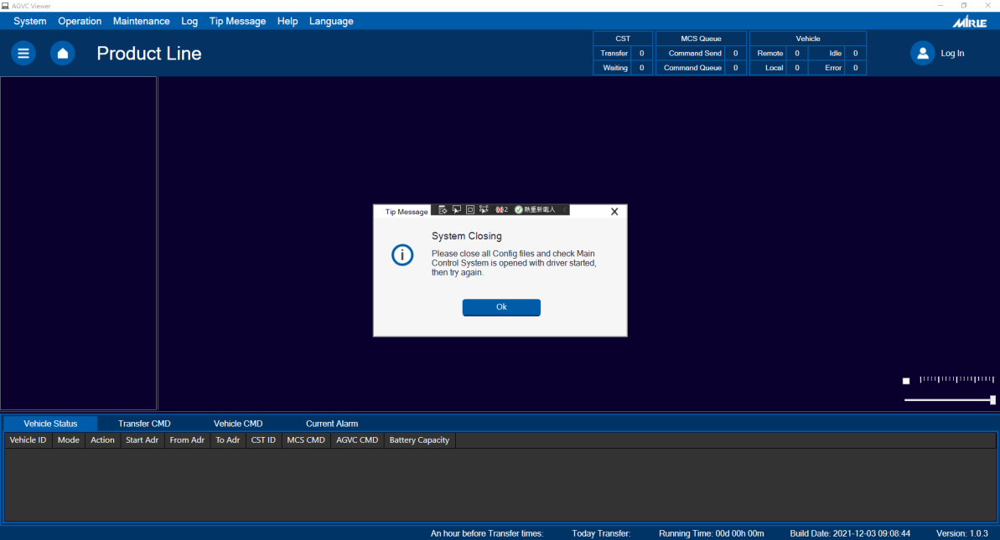 AGVC Viewer
System Operation Maintenance Log Tip Message Help Language
MIRLE
Product Line
CST
Transfer 0
Waiting 0
MCS Queue
Command Send 0
Command Queue 0
Vehicle
Remote 0 Idle 0
Local 0 Error 0
Log In
Tip Message
2 熱重新載入
System Closing
Please close all Config files and check Main
Control System is opened with driver started,
then try again.
Ok
Vehicle Status Transfer CMD Vehicle CMD Current Alarm
Vehicle ID Mode Action Start Adr From Adr To Adr CST ID MCS CMD AGVC CMD Battery Capacity
An hour before Transfer times: Today Transfer: Running Time: 00d 00h 00m Build Date: 2021-12-03 09:08:44 Version: 1.0.3